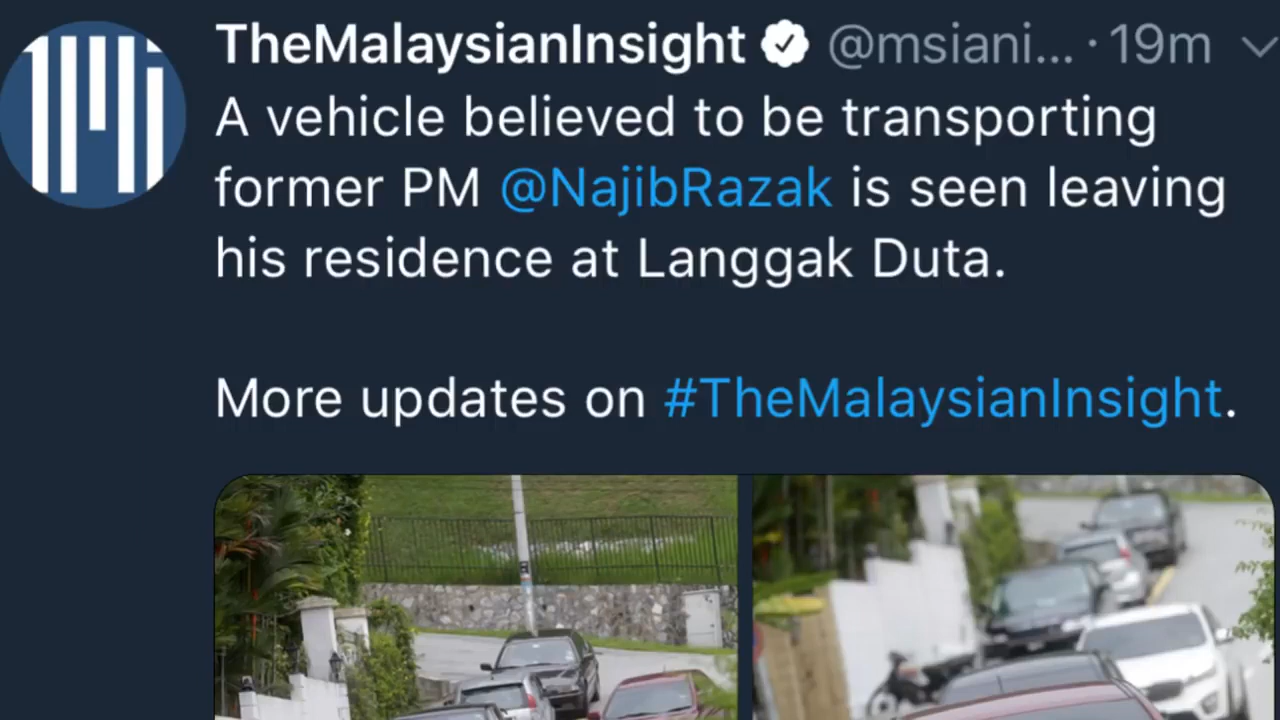 TheMalaysianInsight @msiani... · 19m
A vehicle believed to be transporting
former PM @NajibRazak is seen leaving
his residence at Langgak Duta.
More updates on #TheMalaysianInsight.